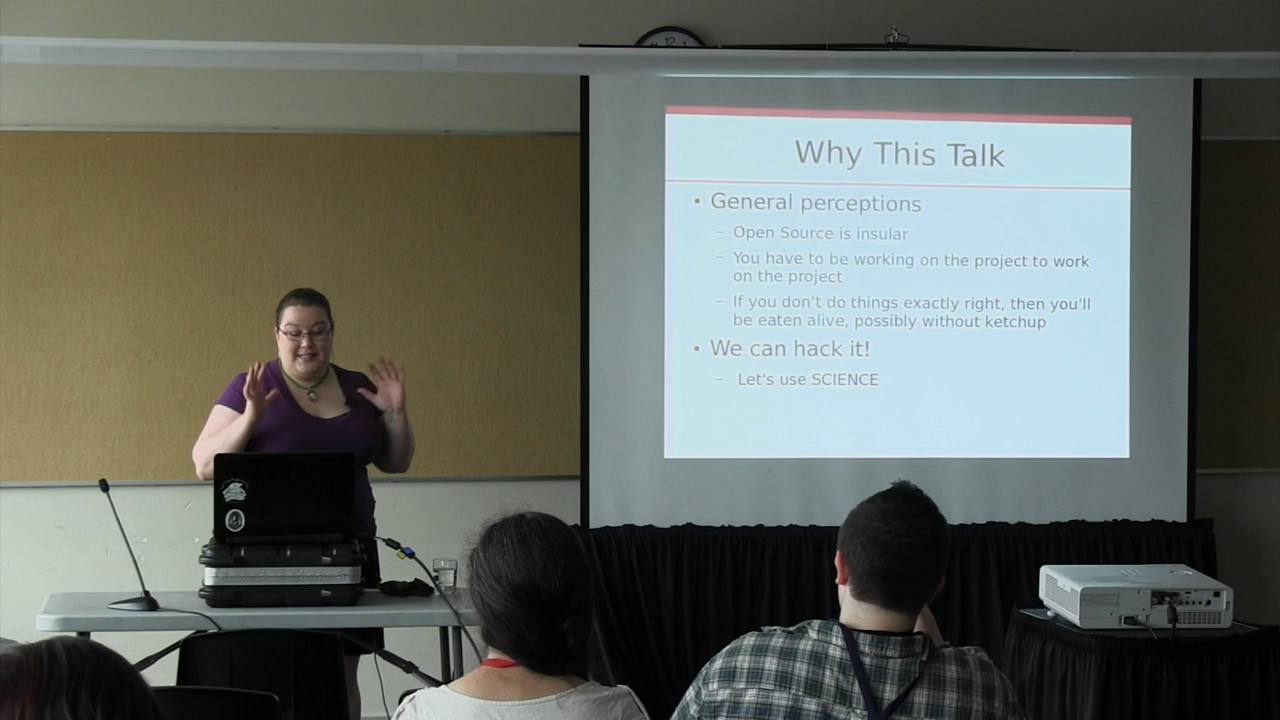 Why This Talk
• General perceptions
– Open Source is insular
– You have to be working on the project to work
on the project
– If you don't do things exactly right, then you'll
be eaten alive, possibly without ketchup
• We can hack it!
– Let's use SCIENCE